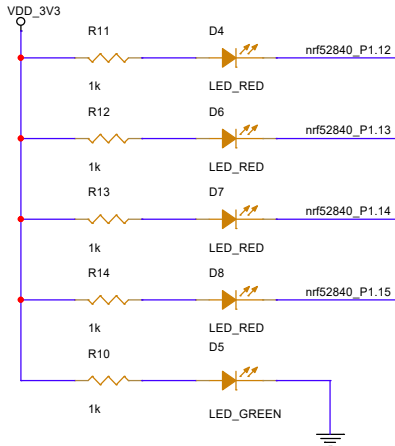 VDD_3V3
R11 D4
nrf52840_P1.12
1k LED_RED
R12 D6
nrf52840_P1.13
1k LED_RED
R13 D7
nrf52840_P1.14
1k LED_RED
R14 D8
nrf52840_P1.15
1k LED_RED
R10 D5
1k LED_GREEN